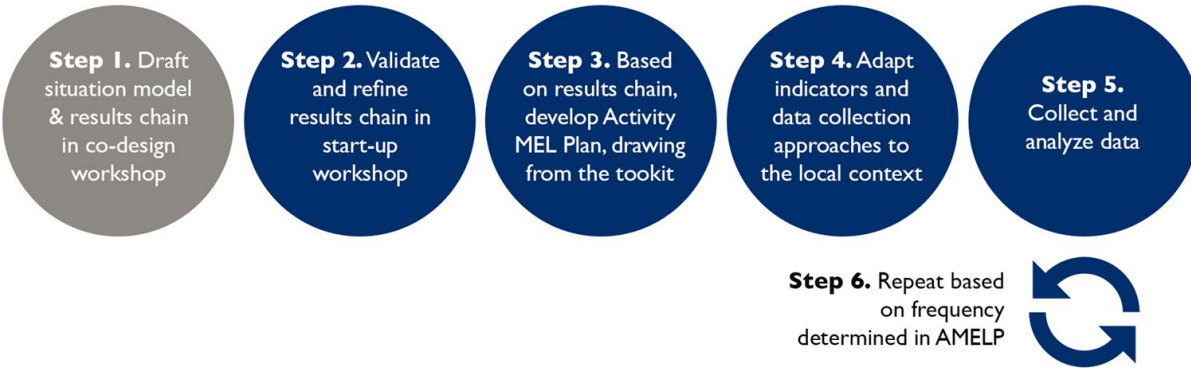 Step 1. Draft
situation model
& results chain
in co-design
workshop
Step 2. Validate
and refine
results chain in
start-up
workshop
Step 3. Based
on results chain,
develop Activity
MEL Plan, drawing
from the tookit
Step 4. Adapt
indicators and
data collection
approaches to
the local context
Step 5.
Collect and
analyze data
Step 6. Repeat based
on frequency
determined in AMELP